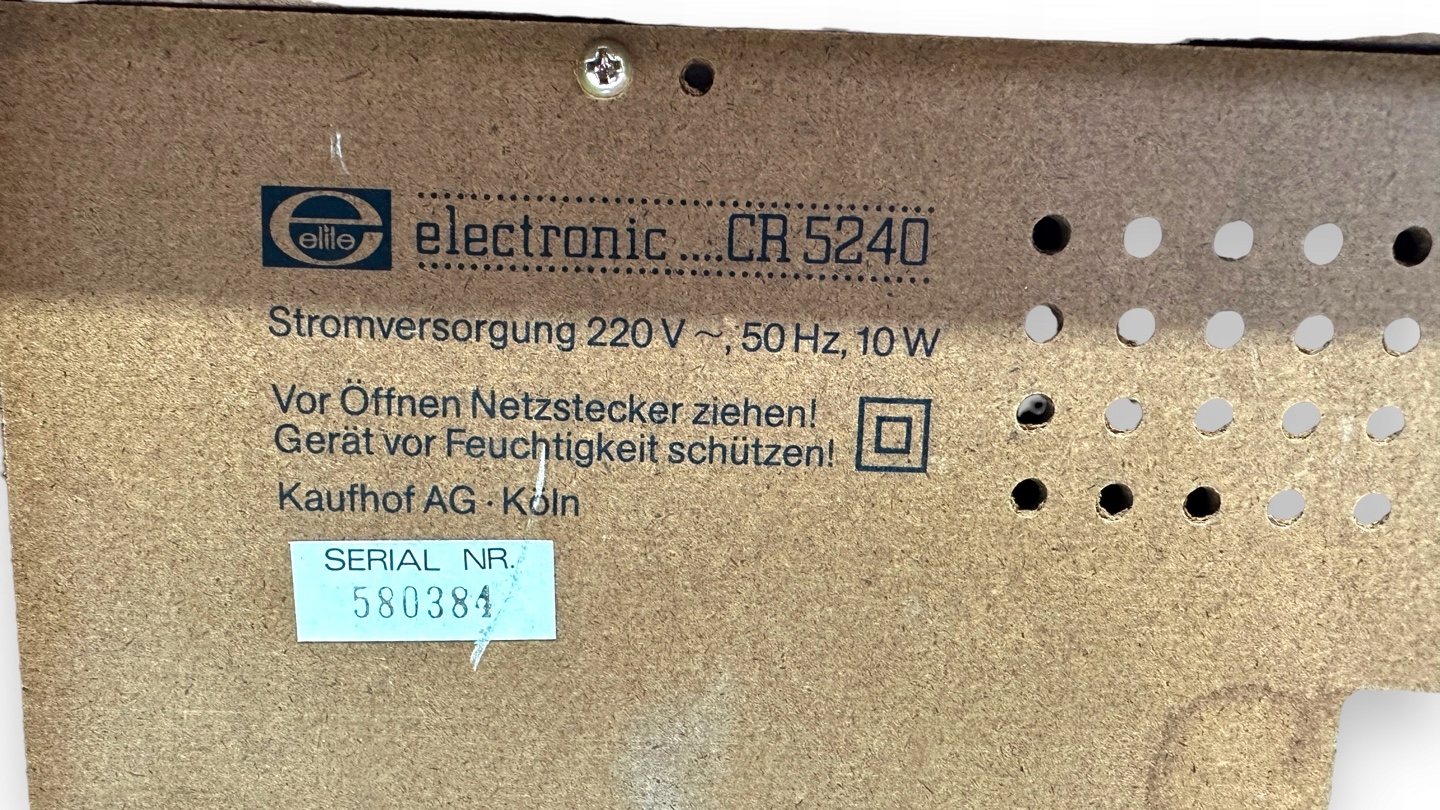 elite electronic....CR 5240
Stromversorgung 220 V ~, 50 Hz, 10 W
Vor Öffnen Netzstecker ziehen!
Gerät vor Feuchtigkeit schützen!
Kaufhof AG · Köln
SERIAL NR.
580384